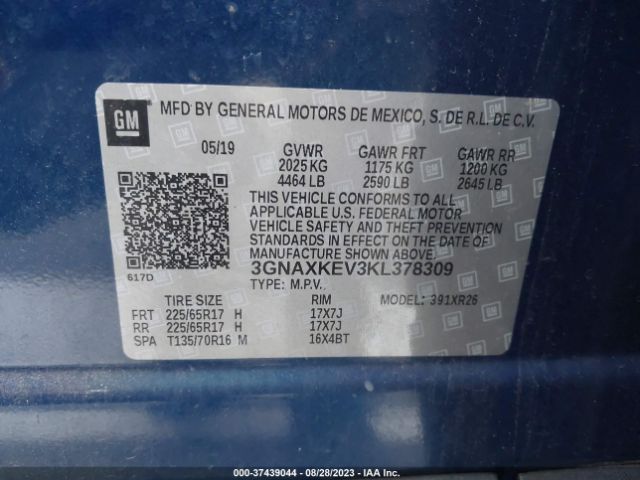 GM
MFD BY GENERAL MOTORS DE MEXICO, S. DE R.L. DE C.V.
05/19 GVWR GAWR FRT GAWR RR
2025 KG 1175 KG 1200 KG
4464 LB 2590 LB 2645 LB
THIS VEHICLE CONFORMS TO ALL
APPLICABLE U.S. FEDERAL MOTOR
VEHICLE SAFETY AND THEFT PREVENTION
STANDARDS IN EFFECT ON THE DATE OF
MANUFACTURE SHOWN ABOVE.
617D
3GNAXKEV3KL378309
TYPE: M.P.V. MODEL: 391XR26
TIRE SIZE RIM
FRT 225/65R17 H 17X7J
RR 225/65R17 H 17X7J
SPA T135/70R16 M 16X4BT
000-37439044 / 08/28/2023 - IAA Inc.